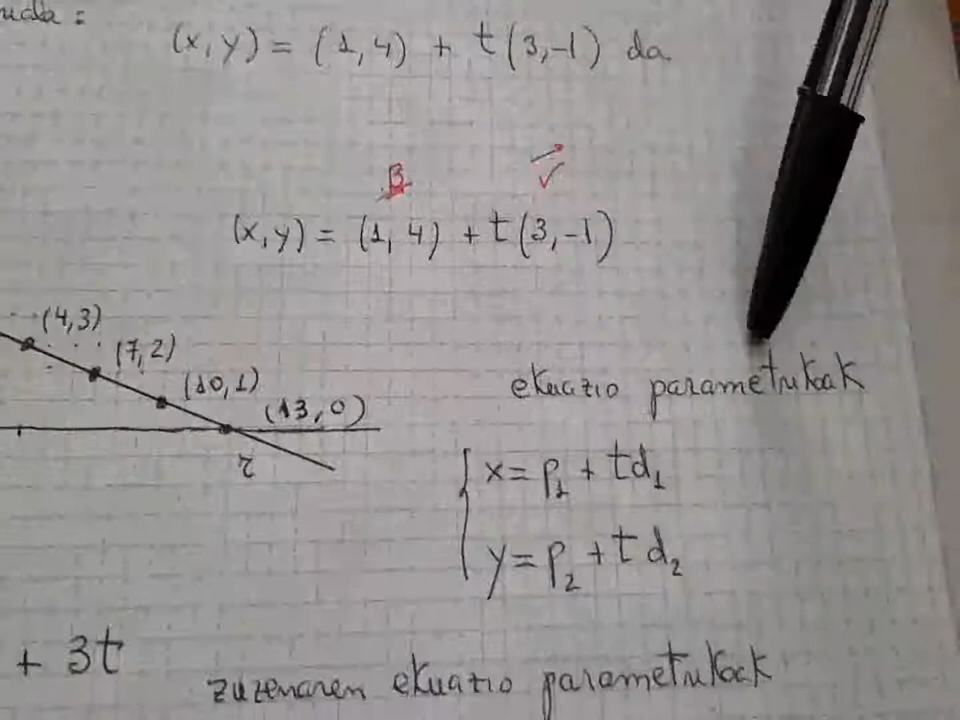 (x, y) = (1, 4) + t(3, -1) da
(x, y) = (1, 4) + t(3, -1)
(4, 3)
(7, 2)
(10, 1)
(13, 0)
r
ekuazio parametrikoak
x = p₁ + td₁
y = p₂ + td₂
+ 3t
zuzenaren ekuazio parametrikoak